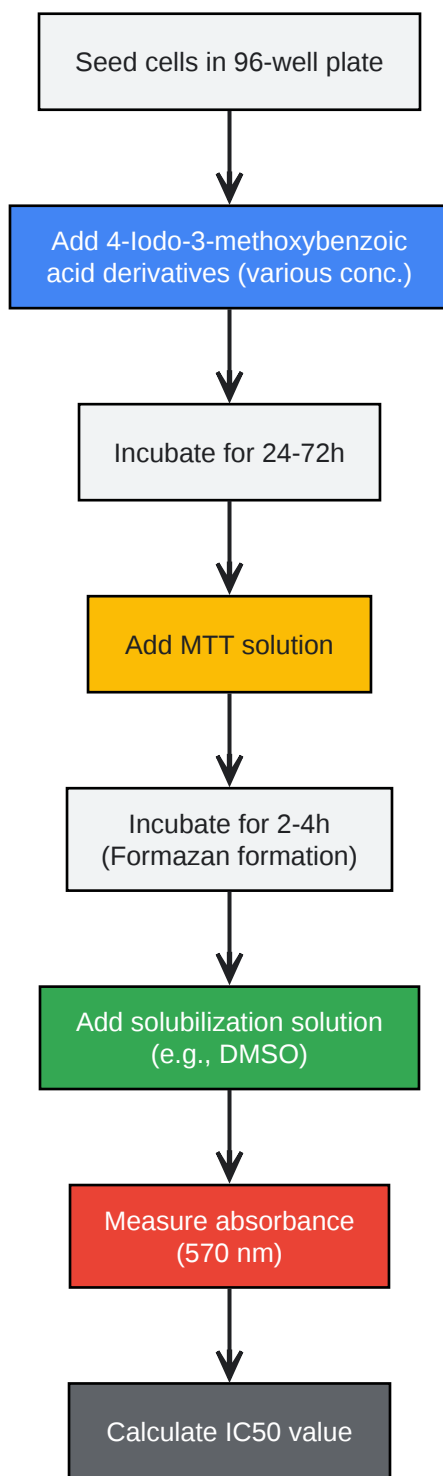 Seed cells in 96-well plate
Add 4-Iodo-3-methoxybenzoic
acid derivatives (various conc.)
Incubate for 24-72h
Add MTT solution
Incubate for 2-4h
(Formazan formation)
Add solubilization solution
(e.g., DMSO)
Measure absorbance
(570 nm)
Calculate IC50 value